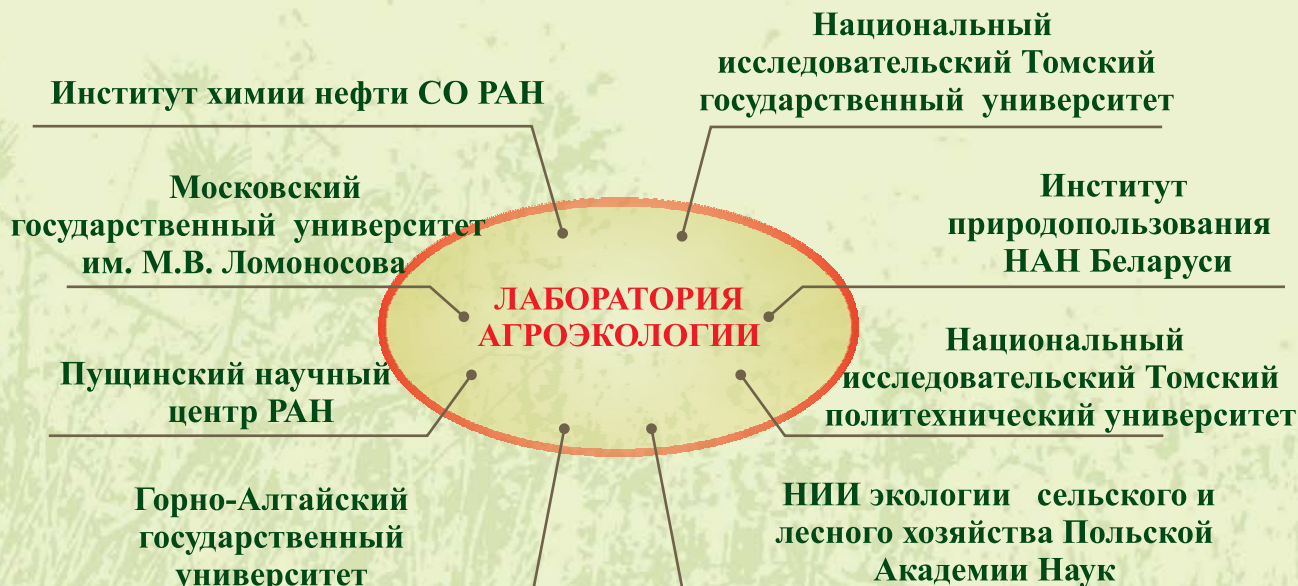 Институт химии нефти СО РАН
Национальный
исследовательский Томский
государственный университет
Московский
государственный университет
им. М.В. Ломоносова
Институт
природопользования
НАН Беларуси
ЛАБОРАТОРИЯ
АГРОЭКОЛОГИИ
Пущинский научный
центр РАН
Национальный
исследовательский Томский
политехнический университет
Горно-Алтайский
государственный
университет
НИИ экологии сельского и
лесного хозяйства Польской
Академии Наук